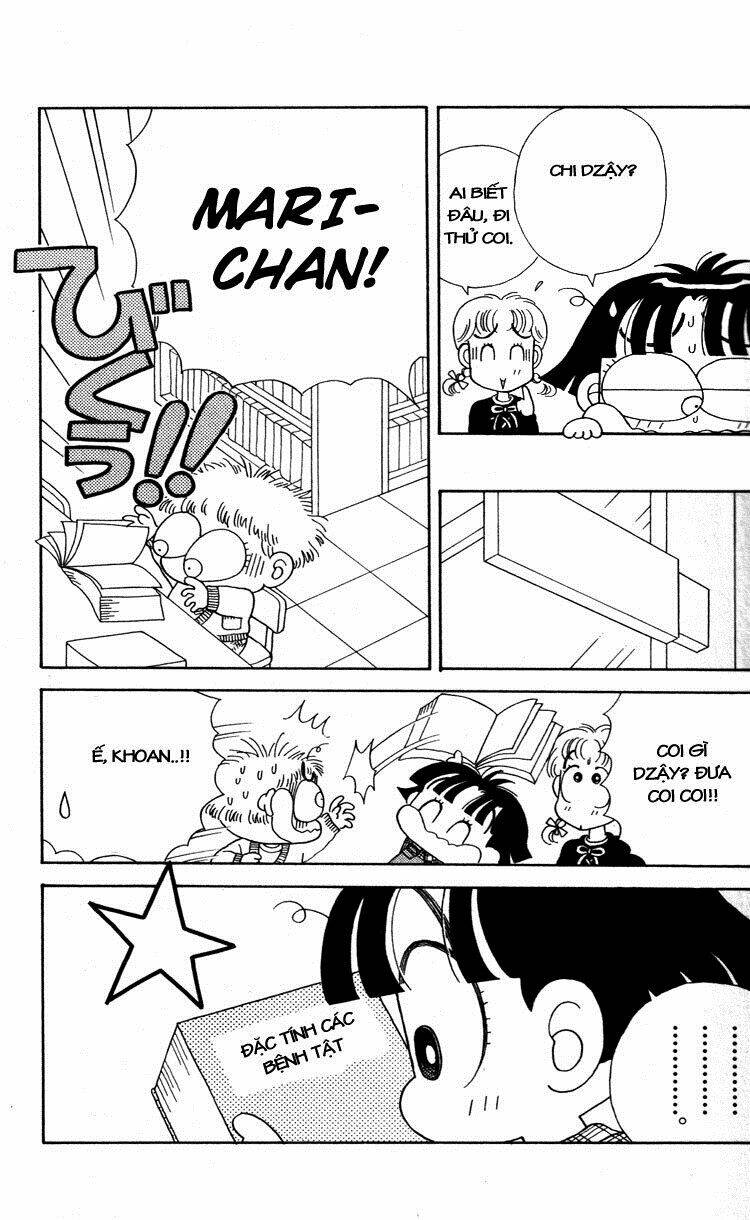 CHI DZẬY?
AI BIẾT
ĐÂU, ĐI
THỬ COI.
MARI-
CHAN!
びくっ!!
COI GÌ
DZẬY? ĐƯA
COI COI!!
Ế, KHOAN..!!
ĐẶC TÍNH CÁC
BỆNH TẬT